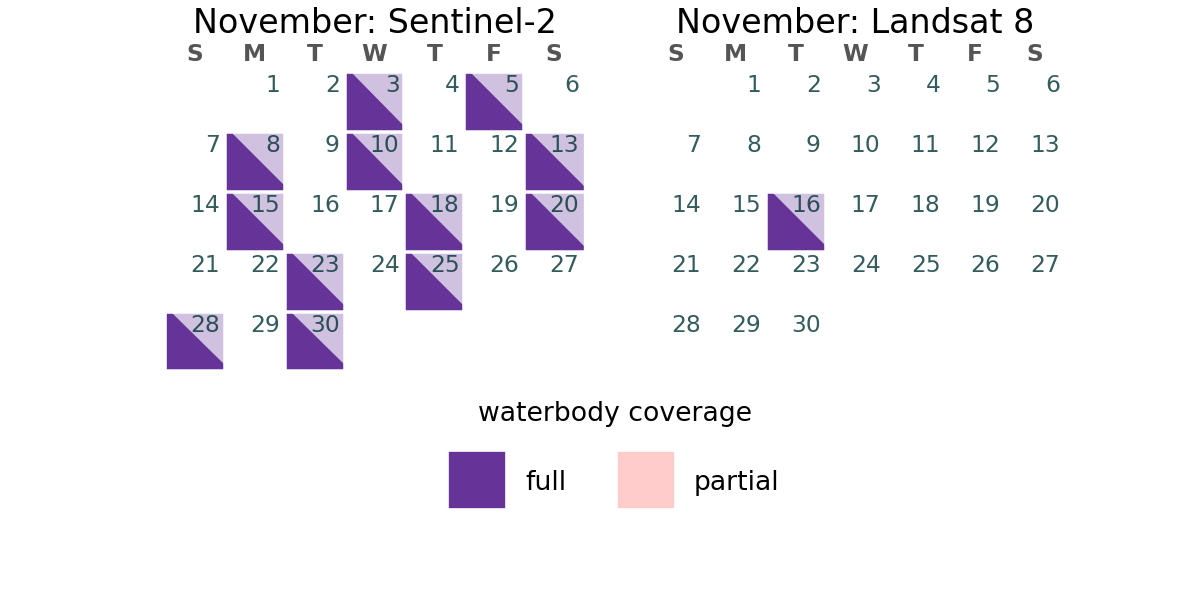 November: Sentinel-2
S M T W T F S
1 2 3 4 5 6
7 8 9 10 11 12 13
14 15 16 17 18 19 20
21 22 23 24 25 26 27
28 29 30
November: Landsat 8
S M T W T F S
1 2 3 4 5 6
7 8 9 10 11 12 13
14 15 16 17 18 19 20
21 22 23 24 25 26 27
28 29 30
waterbody coverage
full
partial